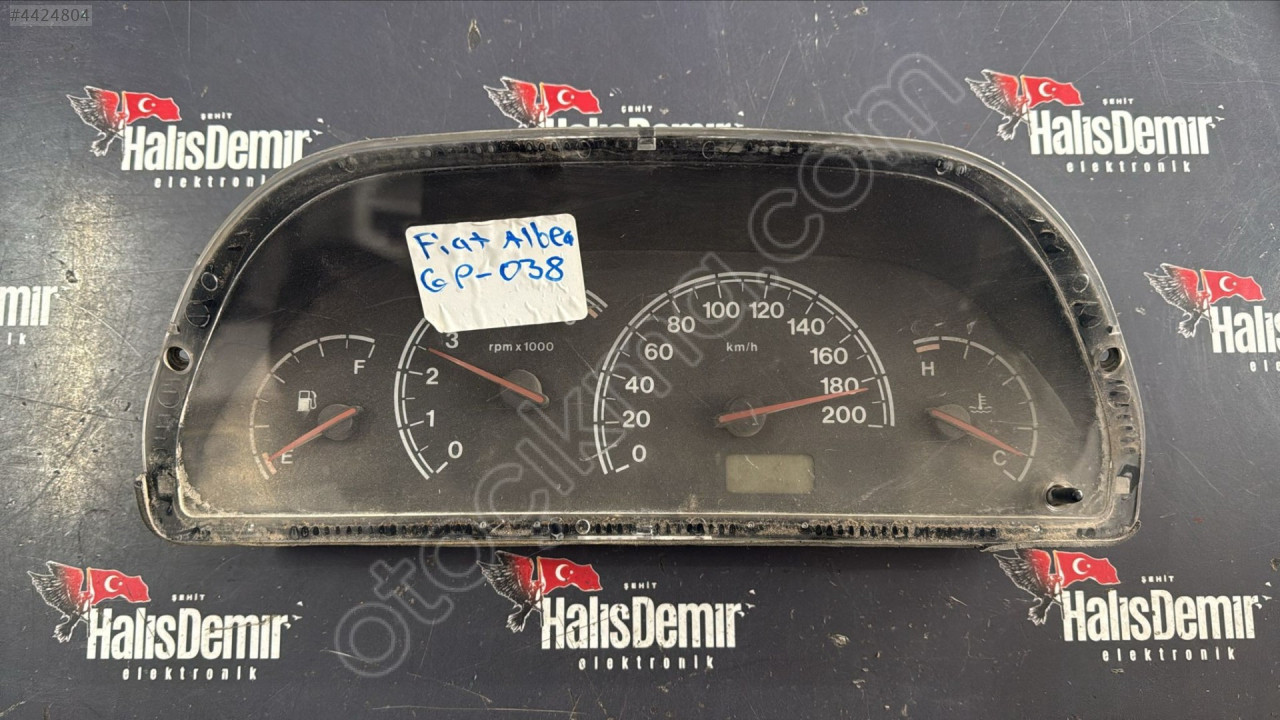 #4424804
ŞEHİT
HalisDemir
elektronik
ŞEHİT
ŞEHİT
HalisDemir
elektronik
Fiat Albea
GP-038
F
E
3
2
1
0
rpm x 1000
0
20
40
60
80
100
120
140
160
180
200
km/h
H
C
otocikma.com
elektronik
ŞEHİT
HalisDemir
elektronik
ŞEHİT
HalisDemir
elektronik
ŞEHİT
HalisDemir
elektronik